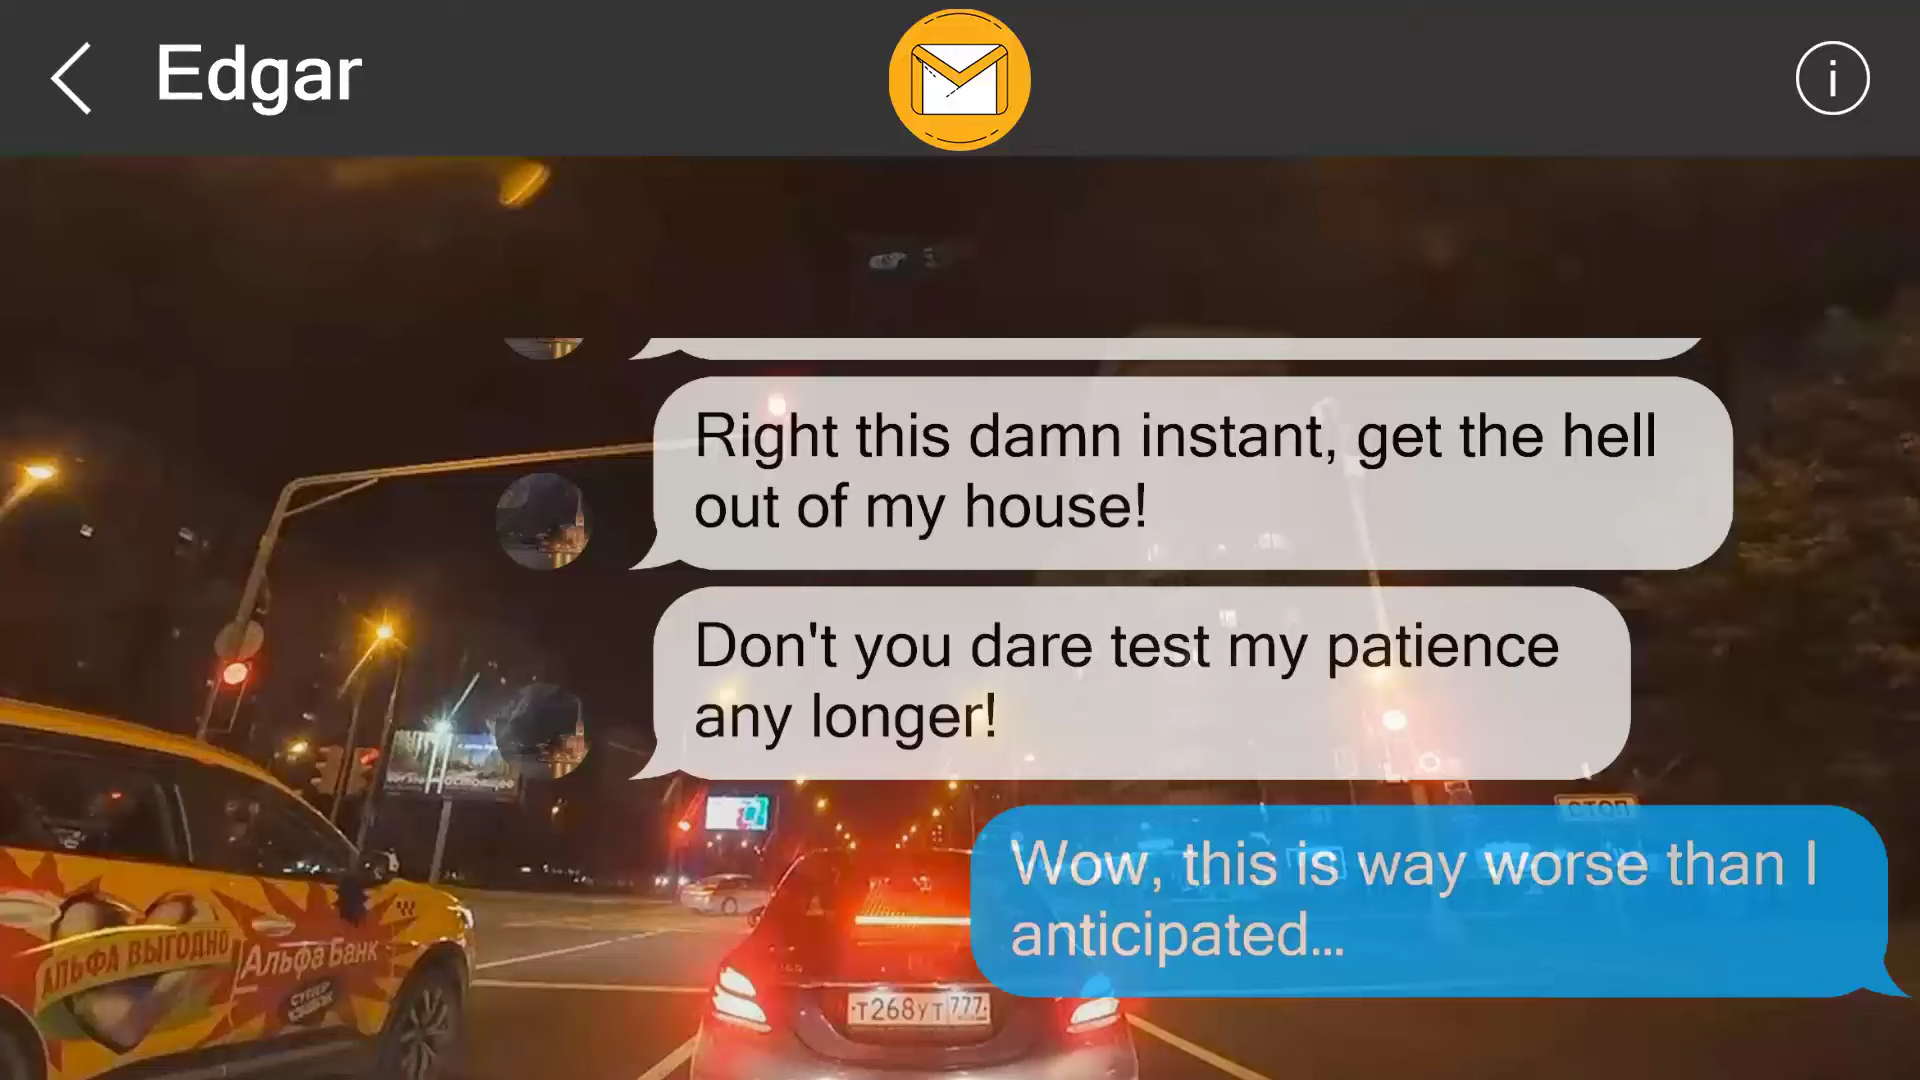 Edgar
i
Right this damn instant, get the hell
out of my house!
Don't you dare test my patience
any longer!
СТОП
Wow, this is way worse than I
anticipated...
АЛЬФА ВЫГОДНО
Альфа Банк
Т268УТ 777